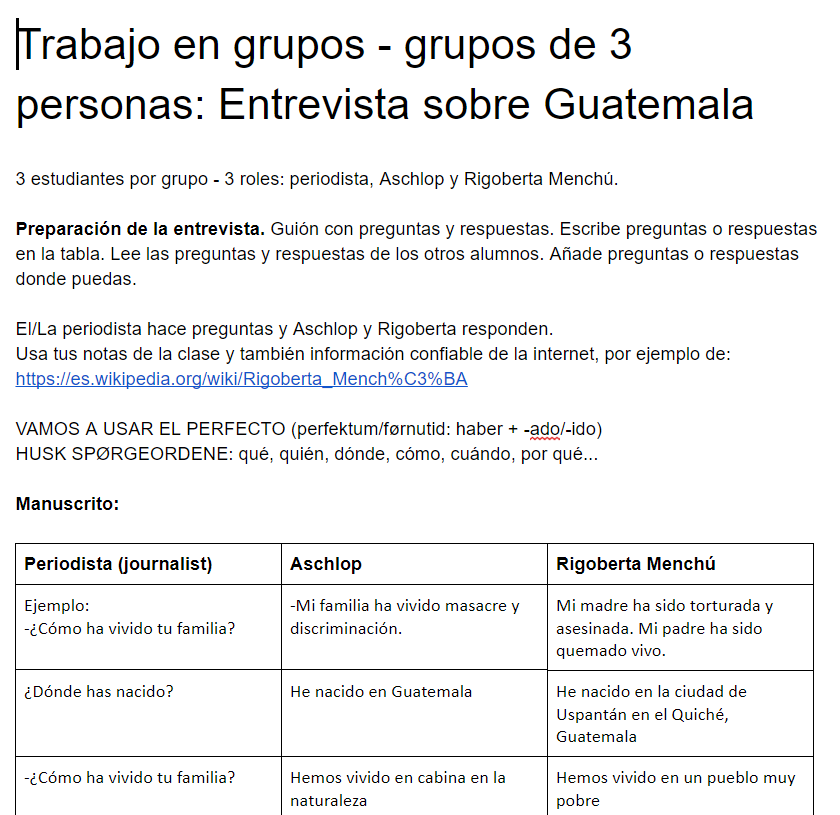 Trabajo en grupos - grupos de 3
personas: Entrevista sobre Guatemala
3 estudiantes por grupo - 3 roles: periodista, Aschlop y Rigoberta Menchú.
Preparación de la entrevista. Guión con preguntas y respuestas. Escribe preguntas o respuestas
en la tabla. Lee las preguntas y respuestas de los otros alumnos. Añade preguntas o respuestas
donde puedas.
El/La periodista hace preguntas y Aschlop y Rigoberta responden.
Usa tus notas de la clase y también información confiable de la internet, por ejemplo de:
https://es.wikipedia.org/wiki/Rigoberta_Mench%C3%BA
VAMOS A USAR EL PERFECTO (perfektum/førnutid: haber + -ado/-ido)
HUSK SPØRGEORDENE: qué, quién, dónde, cómo, cuándo, por qué...
Manuscrito:
Periodista (journalist)
Aschlop
Rigoberta Menchú
Ejemplo:
-¿Cómo ha vivido tu familia?
-Mi familia ha vivido masacre y
discriminación.
Mi madre ha sido torturada y
asesinada. Mi padre ha sido
quemado vivo.
¿Dónde has nacido?
He nacido en Guatemala
He nacido en la ciudad de
Uspantán en el Quiché,
Guatemala
-¿Cómo ha vivido tu familia?
Hemos vivido en cabina en la
naturaleza
Hemos vivido en un pueblo muy
pobre